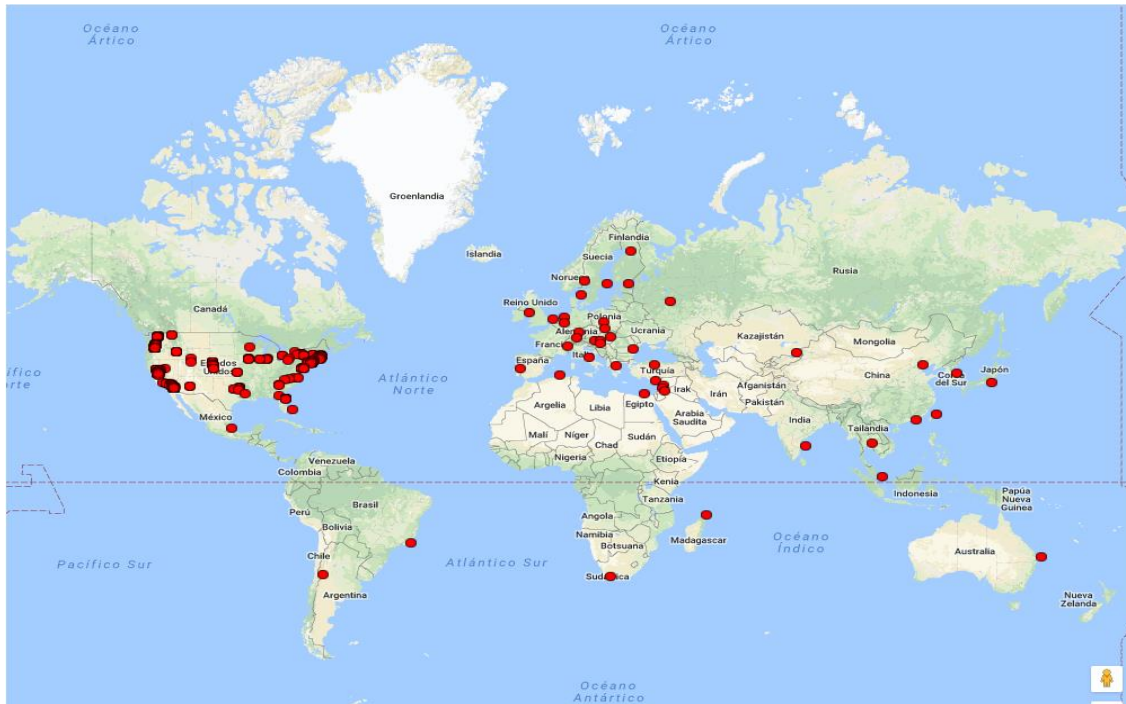 Océano
Ártico
Océano
Ártico
Groenlandia
Finlandia
Islandia
Suecia
Rusia
Canadá
Reino Unido
Polonia
Ucrania
Kazajistán
Mongolia
España
Turquía
China
Japón
Atlántico
Norte
Irak
Irán
Afganistán
Pakistán
del Sur
México
Argelia
Libia
Egipto
Arabia
Saudita
India
Tailandia
Malí
Níger
Chad
Sudán
Venezuela
Colombia
Nigeria
Etiopía
Kenia
Indonesia
Papúa
Nueva
Guinea
Tanzania
Perú
Brasil
Bolivia
Angola
Namibia
Botsuana
Madagascar
Océano
Índico
Pacífico Sur
Chile
Atlántico Sur
Australia
Argentina
Nueva
Zelanda
Océano
Antártico